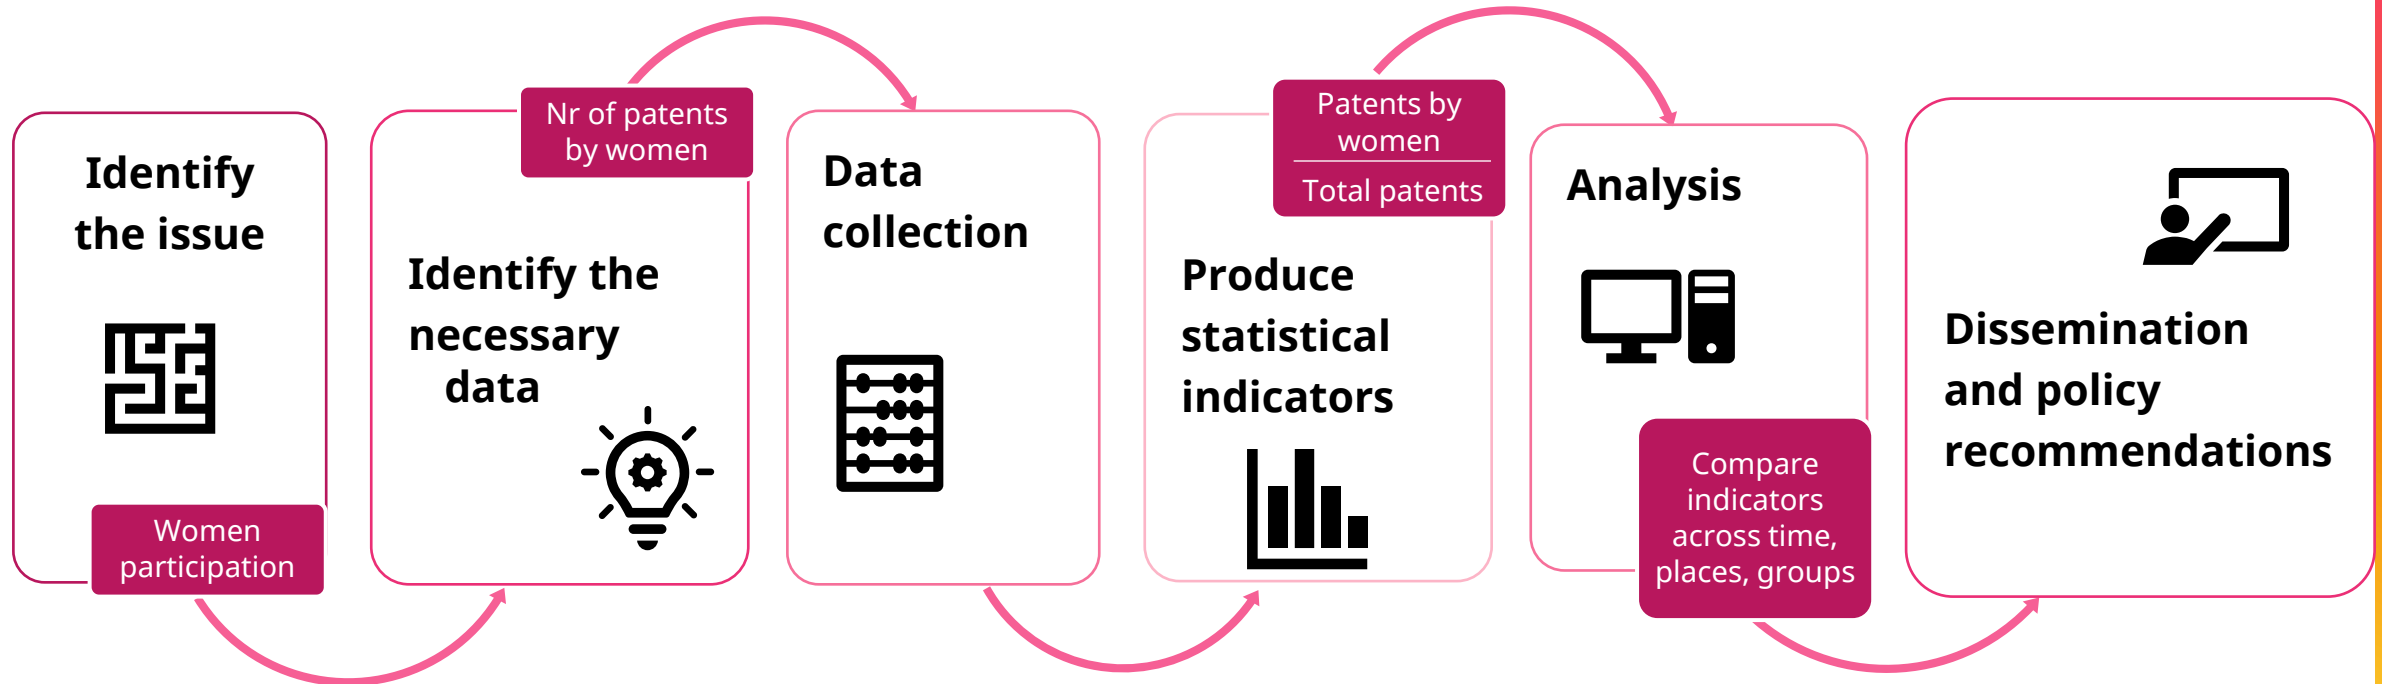 Identify
the issue
Women
participation
Nr of patents
by women
Identify the
necessary
data
Data
collection
Patents by
women
Total patents
Produce
statistical
indicators
Analysis
Compare
indicators
across time,
places, groups
Dissemination
and policy
recommendations